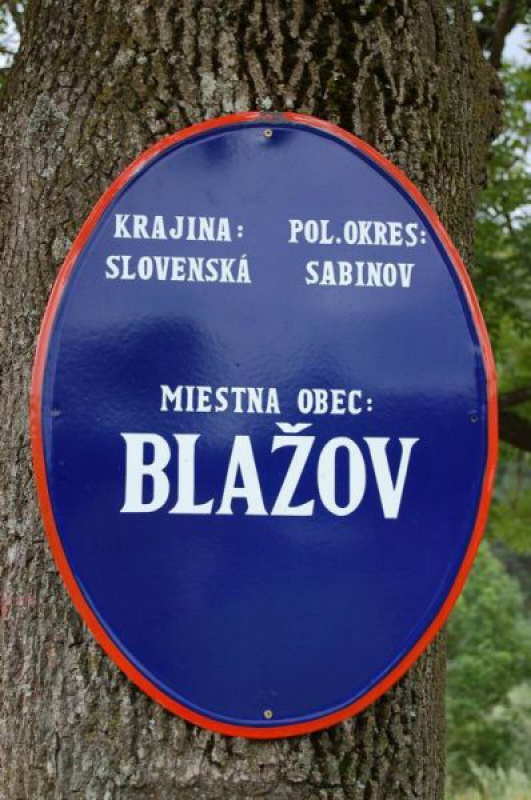 KRAJINA: POL.OKRES:
SLOVENSKÁ SABINOV
MIESTNA OBEC:
BLAŽOV